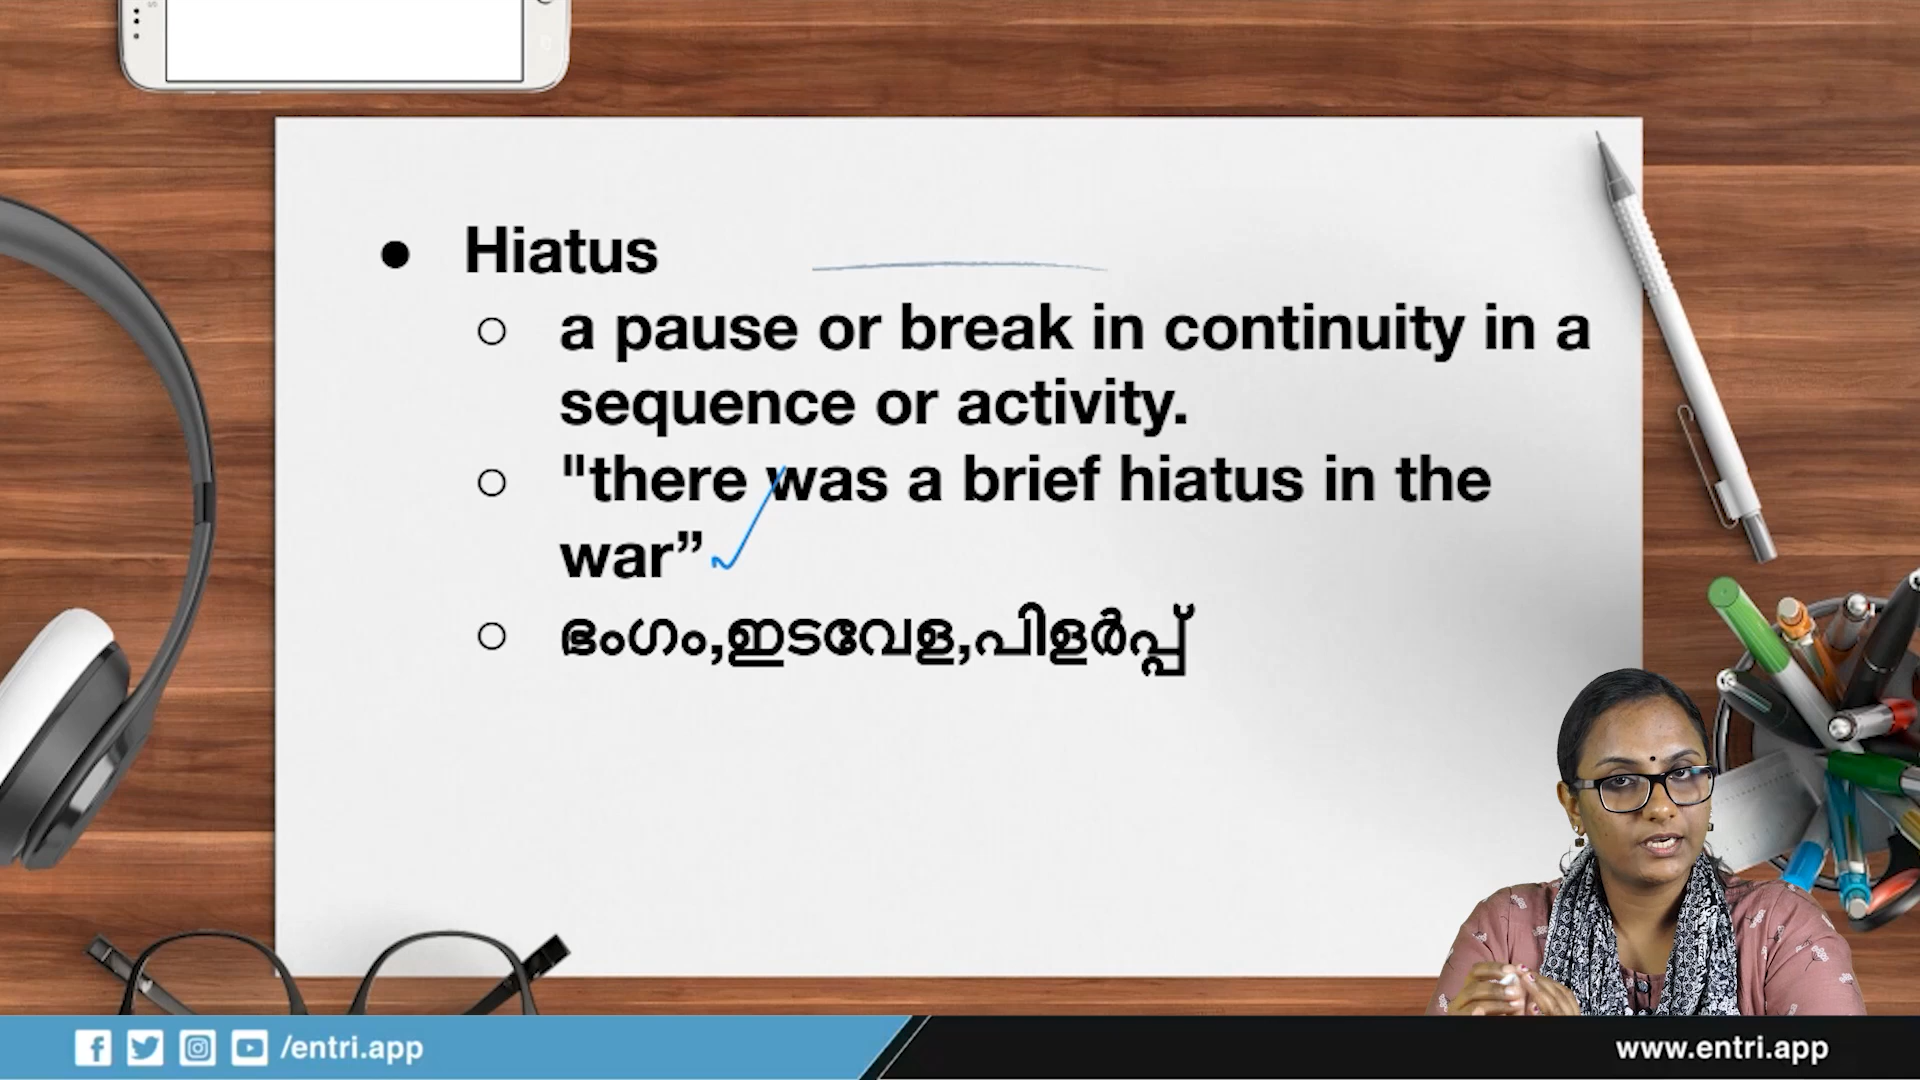 ● Hiatus
○ a pause or break in continuity in a
sequence or activity.
○ "there was a brief hiatus in the
war”
○ ഭംഗം,ഇടവേള,പിളർപ്പ്
/entri.app
www.entri.app